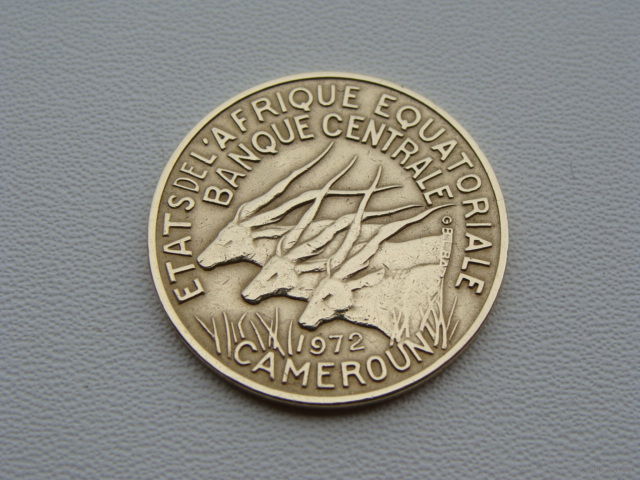 ETATS DE L'AFRIQUE EQUATORIALE
BANQUE CENTRALE
1972
CAMEROUN